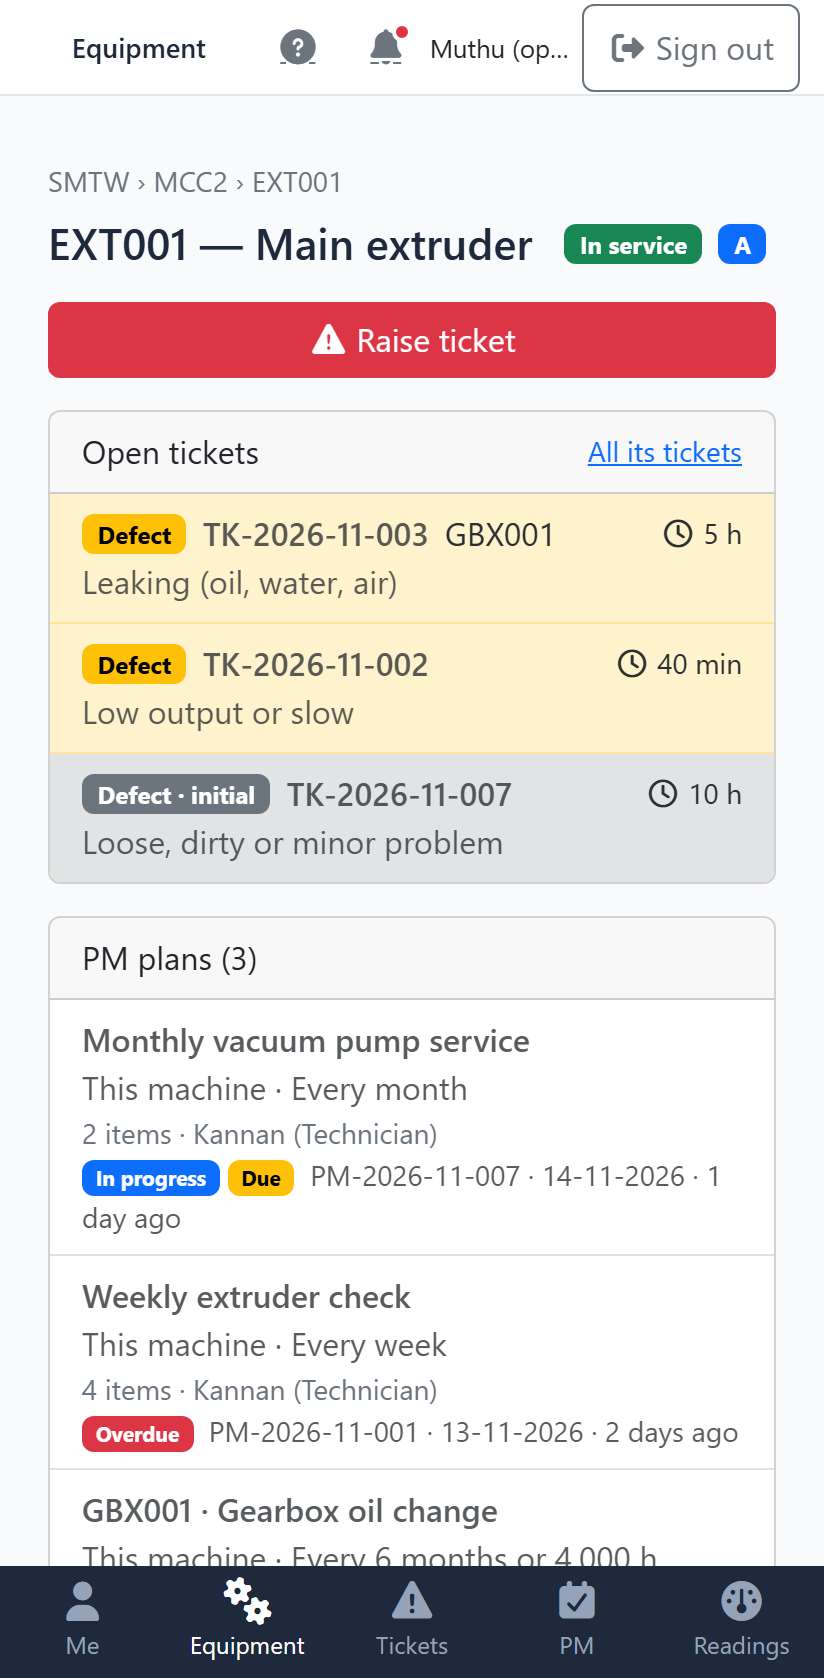 Equipment
Muthu (op...
Sign out
SMTW › MCC2 › EXT001
EXT001 — Main extruder
In service
A
Raise ticket
Open tickets
All its tickets
Defect TK-2026-11-003 GBX001 5 h
Leaking (oil, water, air)
Defect TK-2026-11-002 40 min
Low output or slow
Defect · initial TK-2026-11-007 10 h
Loose, dirty or minor problem
PM plans (3)
Monthly vacuum pump service
This machine · Every month
2 items · Kannan (Technician)
In progress Due PM-2026-11-007 · 14-11-2026 · 1
day ago
Weekly extruder check
This machine · Every week
4 items · Kannan (Technician)
Overdue PM-2026-11-001 · 13-11-2026 · 2 days ago
GBX001 · Gearbox oil change
This machine · Every 6 months or 4,000 h
Me
Equipment
Tickets
PM
Readings